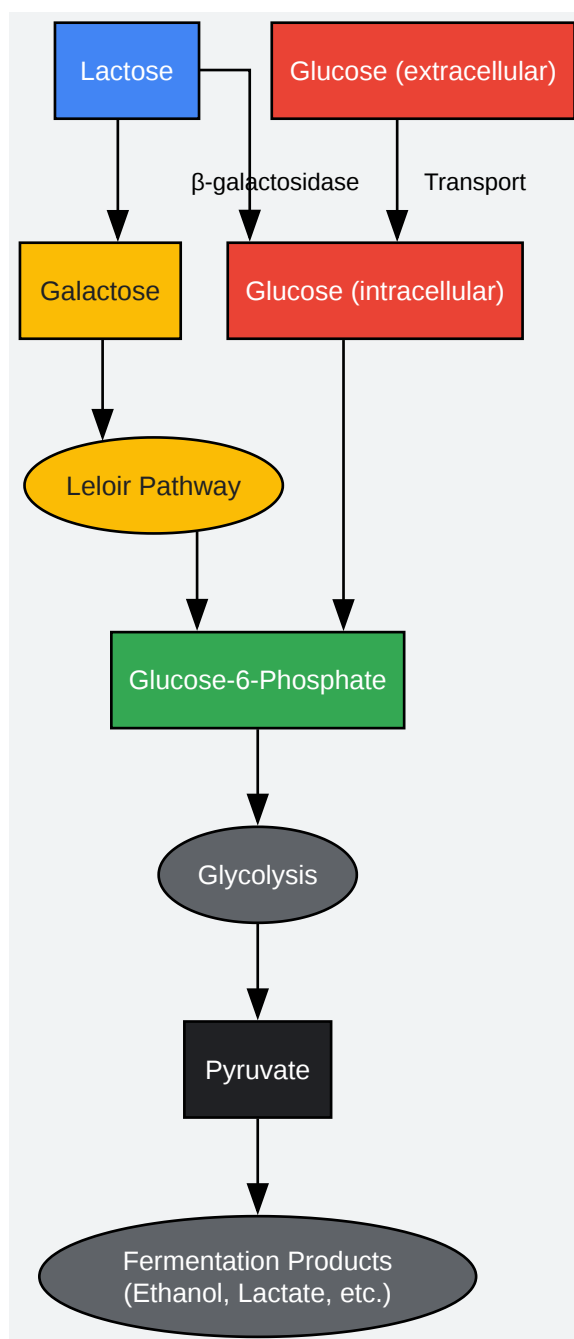 Lactose
Glucose (extracellular)
β-galactosidase
Transport
Galactose
Glucose (intracellular)
Leloir Pathway
Glucose-6-Phosphate
Glycolysis
Pyruvate
Fermentation Products
(Ethanol, Lactate, etc.)